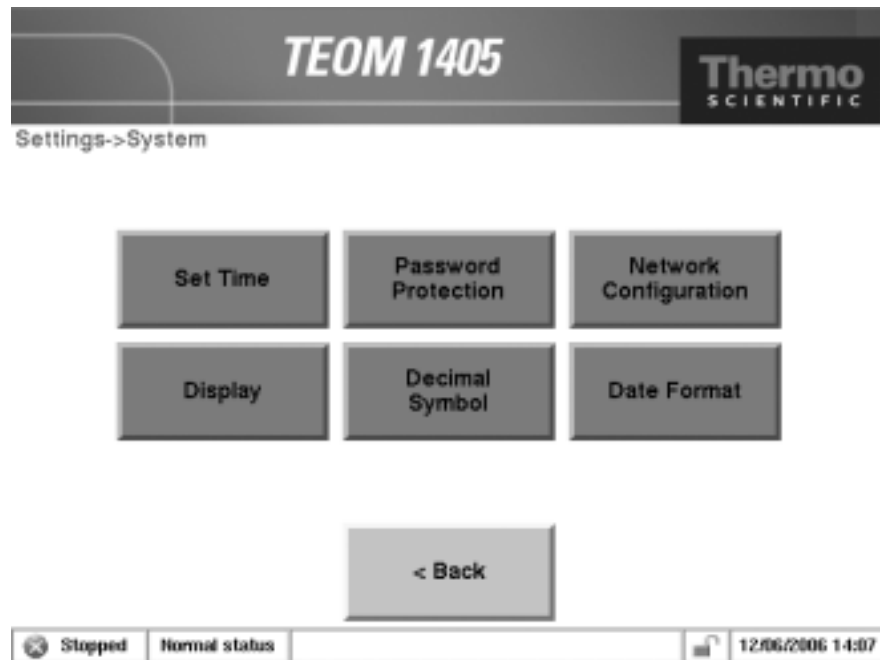 TEOM 1405
Thermo
SCIENTIFIC
Settings->System
Set Time
Password
Protection
Network
Configuration
Display
Decimal
Symbol
Date Format
< Back
Stopped
Normal status
12/06/2006 14:07